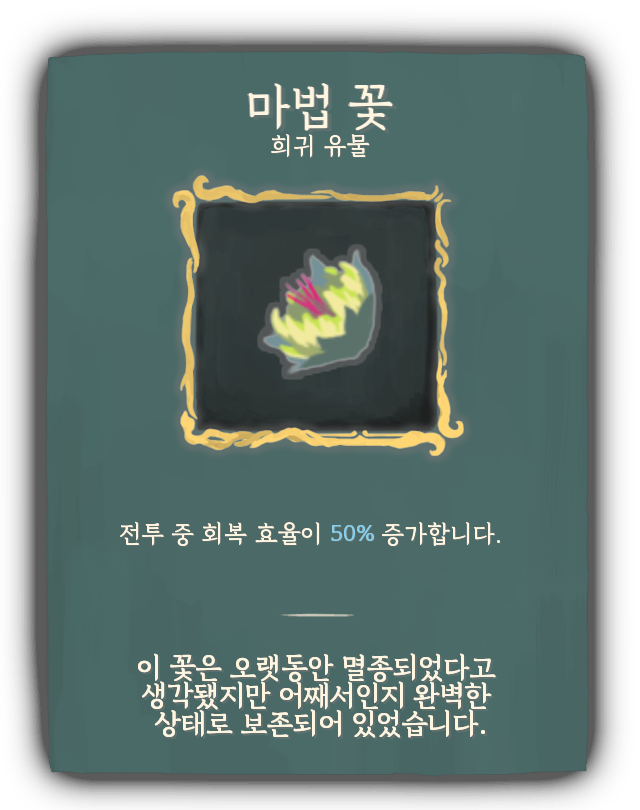 마법 꽃
희귀 유물
전투 중 회복 효율이 50% 증가합니다.
이 꽃은 오랫동안 멸종되었다고
생각됐지만 어째서인지 완벽한
상태로 보존되어 있었습니다.